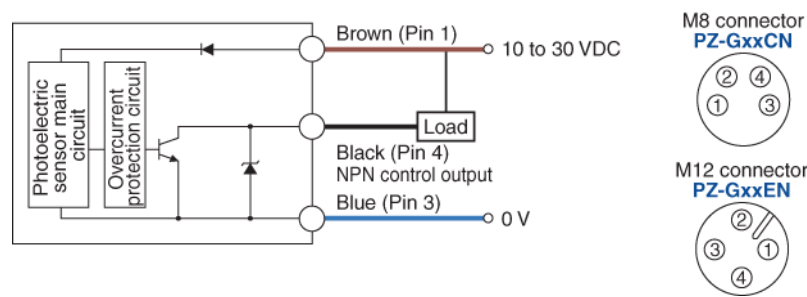 Photoelectric
sensor main
circuit
Overcurrent
protection circuit
Brown (Pin 1)
10 to 30 VDC
Load
Black (Pin 4)
NPN control output
Blue (Pin 3)
0 V
M8 connector
PZ-GxxCN
2 4
1 3
M12 connector
PZ-GxxEN
2
3 1
4